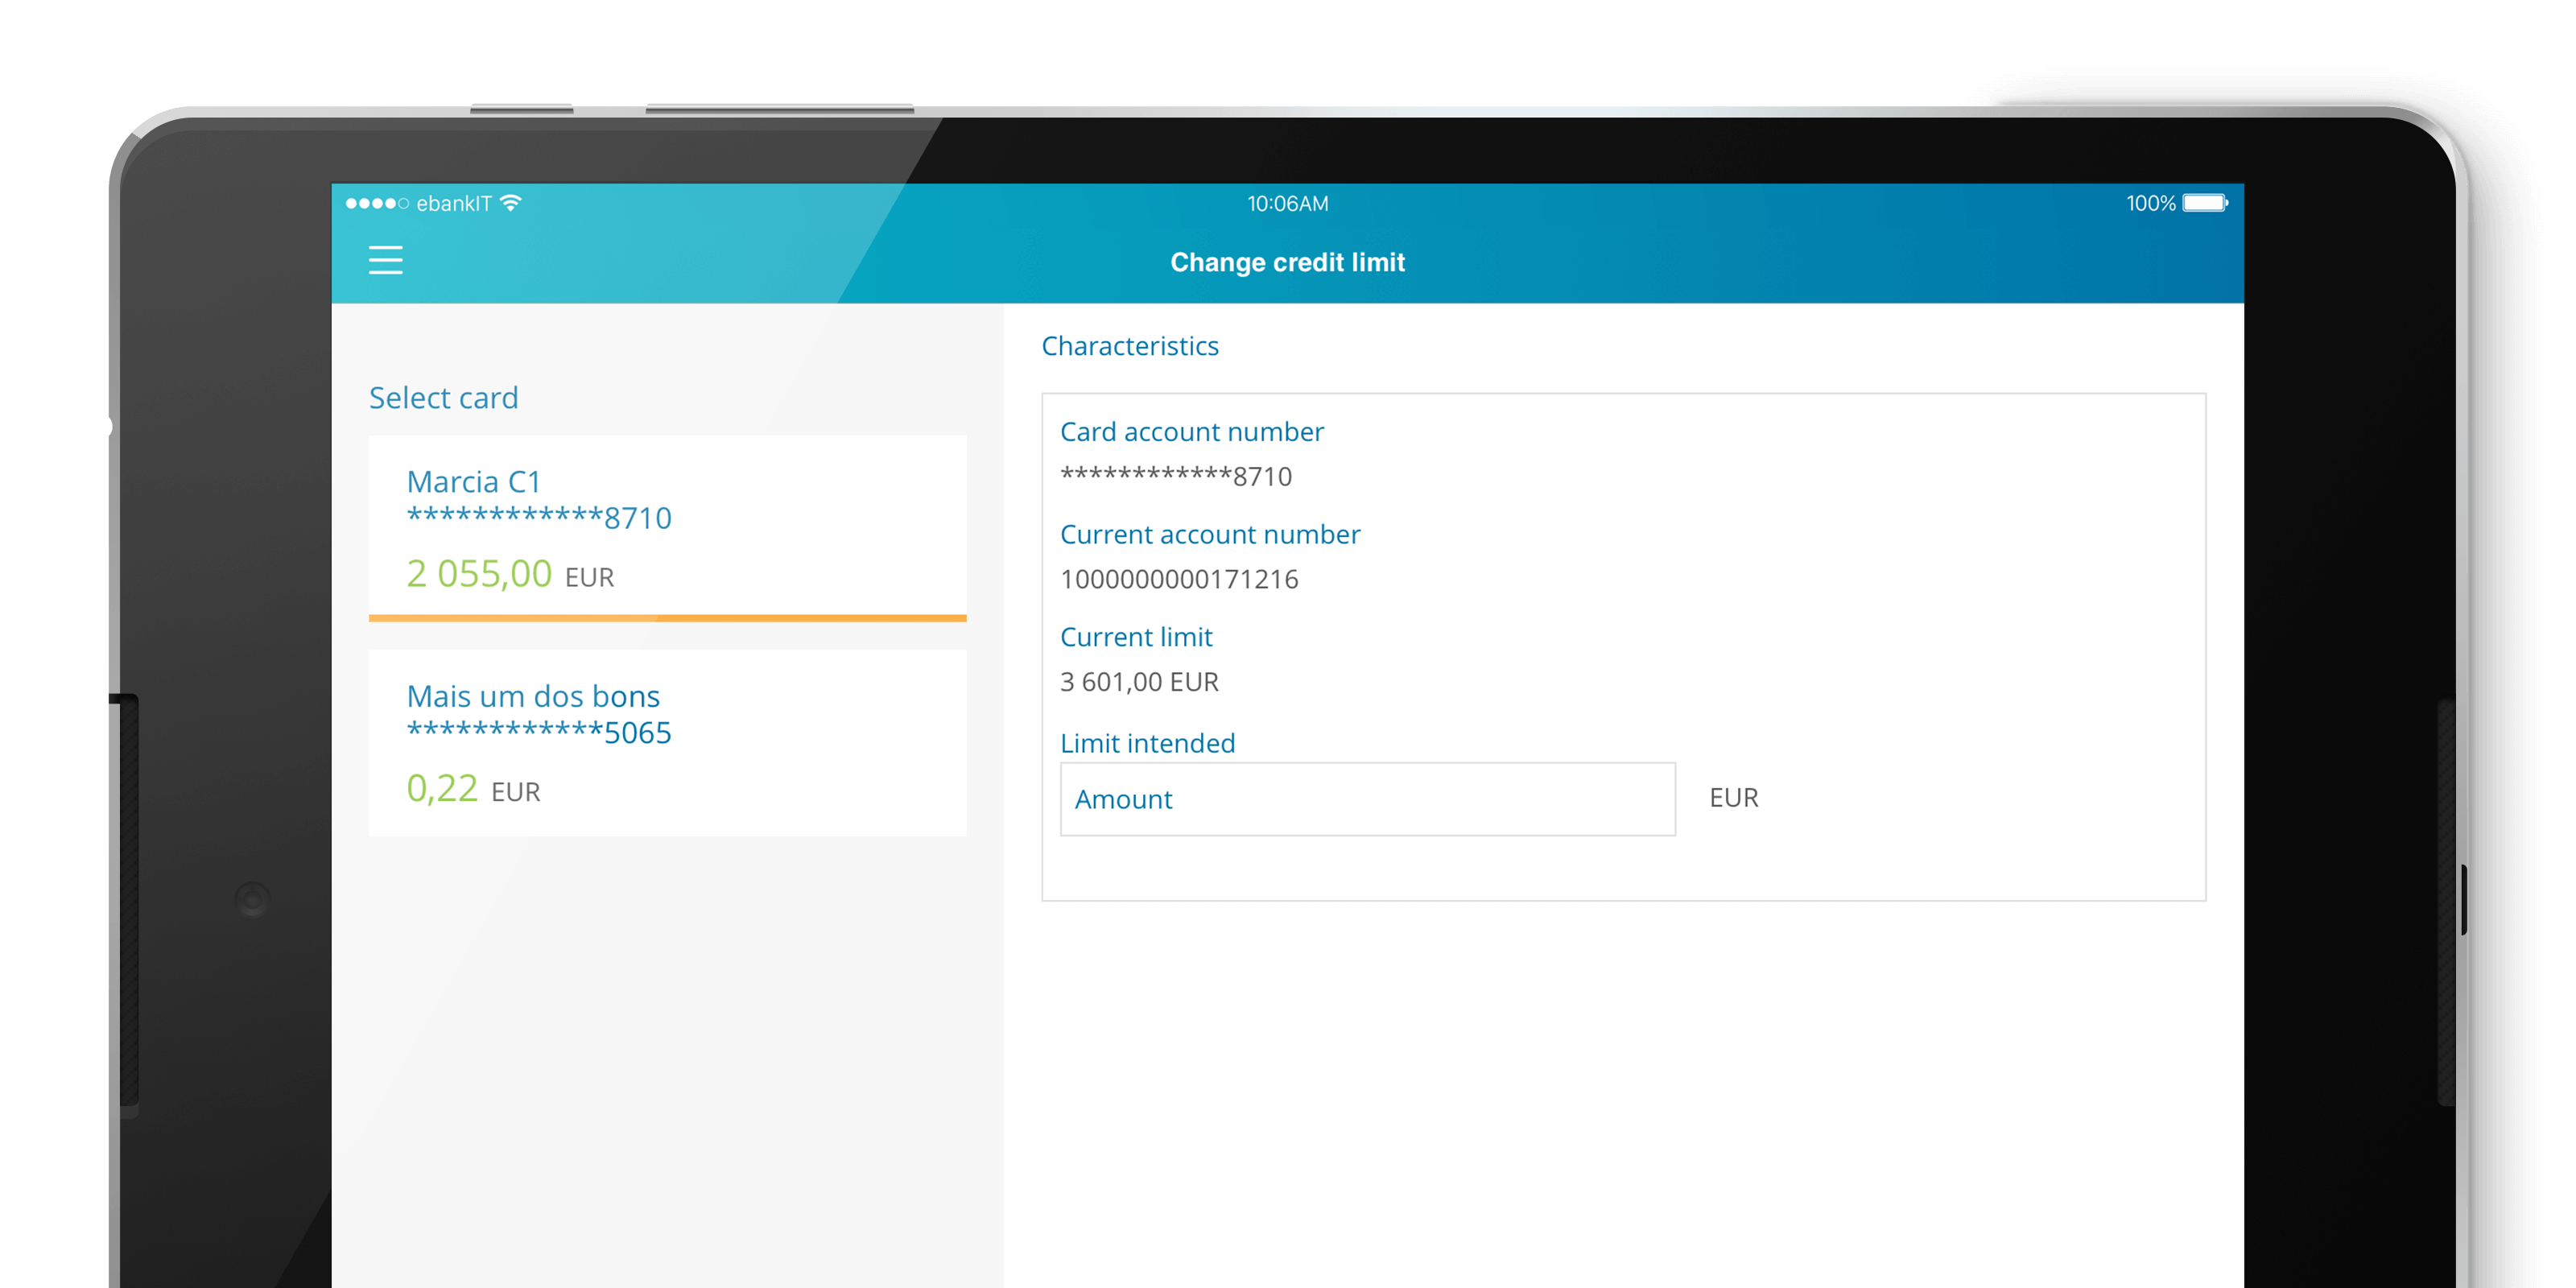 ebankIT
10:06AM
100%
Change credit limit
Select card
Marcia C1
************8710
2 055,00 EUR
Mais um dos bons
************5065
0,22 EUR
Characteristics
Card account number
************8710
Current account number
1000000000171216
Current limit
3 601,00 EUR
Limit intended
Amount
EUR